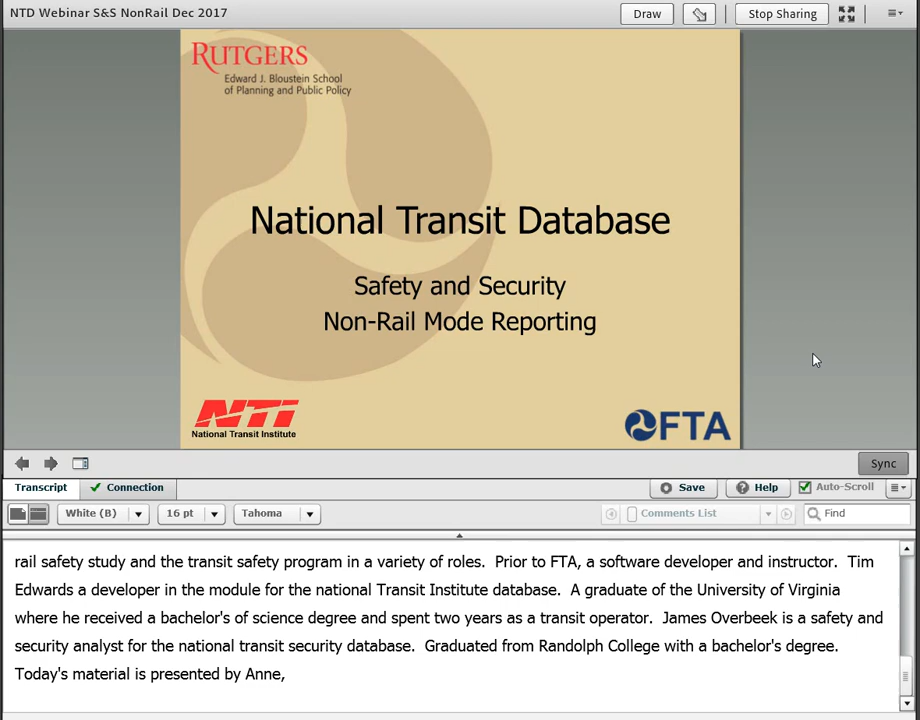 NTD Webinar S&S NonRail Dec 2017
Draw
Stop Sharing
RUTGERS
Edward J. Bloustein School
of Planning and Public Policy
National Transit Database
Safety and Security
Non-Rail Mode Reporting
NTI
National Transit Institute
FTA
Sync
Transcript
Connection
Save
Help
Auto-Scroll
White (B)
16 pt
Tahoma
Comments List
Find
rail safety study and the transit safety program in a variety of roles.  Prior to FTA, a software developer and instructor.  Tim
Edwards a developer in the module for the national Transit Institute database.  A graduate of the University of Virginia
where he received a bachelor's of science degree and spent two years as a transit operator.  James Overbeek is a safety and
security analyst for the national transit security database.  Graduated from Randolph College with a bachelor's degree.
Today's material is presented by Anne,